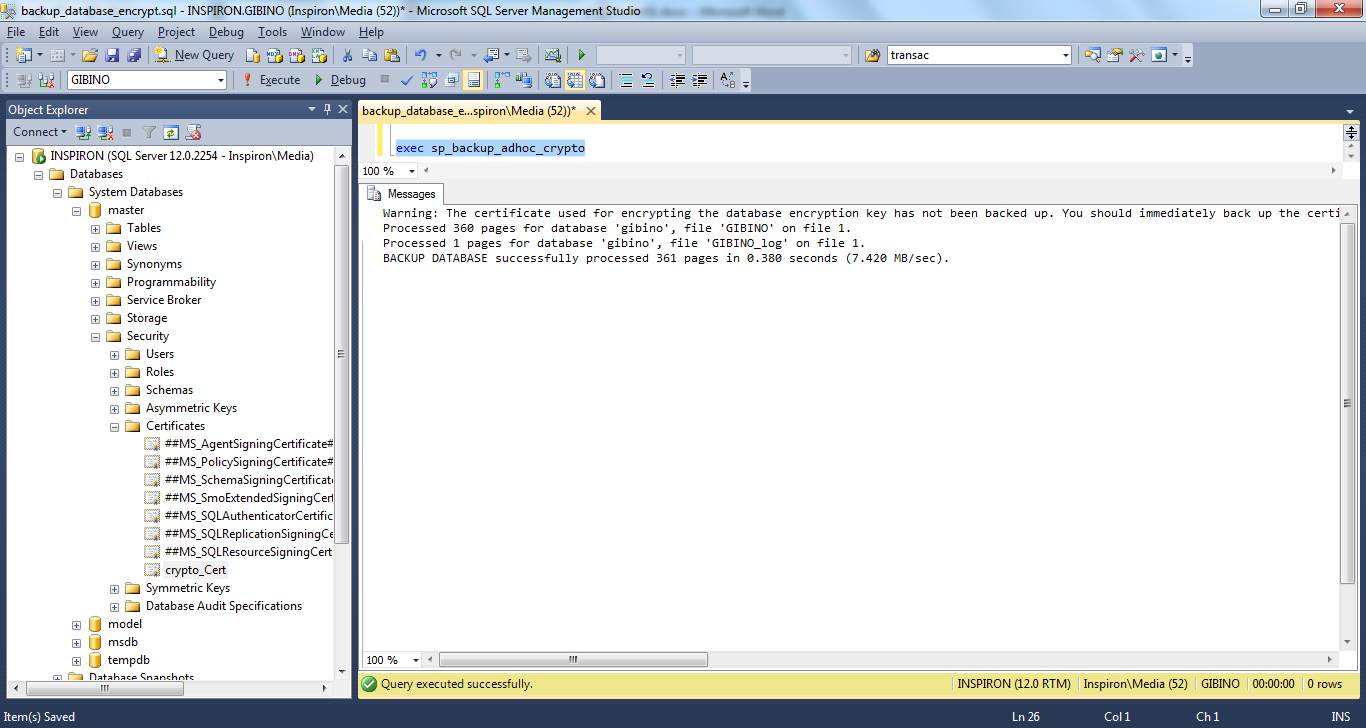 backup_database_encrypt.sql - INSPIRON.GIBINO (Inspiron\Media (52))* - Microsoft SQL Server Management Studio
File Edit View Query Project Debug Tools Window Help
New Query
transac
GIBINO
Execute
Debug
Object Explorer
Connect
INSPIRON (SQL Server 12.0.2254 - Inspiron\Media)
Databases
System Databases
master
Tables
Views
Synonyms
Programmability
Service Broker
Storage
Security
Users
Roles
Schemas
Asymmetric Keys
Certificates
##MS_AgentSigningCertificate#
##MS_PolicySigningCertificate#
##MS_SchemaSigningCertificate
##MS_SmoExtendedSigningCert
##MS_SQLAuthenticatorCertific
##MS_SQLReplicationSigningCe
##MS_SQLResourceSigningCert
crypto_Cert
Symmetric Keys
Database Audit Specifications
model
msdb
tempdb
Database Snapshots
backup_database_e...spiron\Media (52))*
exec sp_backup_adhoc_crypto
100 %
Messages
Warning: The certificate used for encrypting the database encryption key has not been backed up. You should immediately back up the certi
Processed 360 pages for database 'gibino', file 'GIBINO' on file 1.
Processed 1 pages for database 'gibino', file 'GIBINO_log' on file 1.
BACKUP DATABASE successfully processed 361 pages in 0.380 seconds (7.420 MB/sec).
100 %
Query executed successfully.
INSPIRON (12.0 RTM)
Inspiron\Media (52)
GIBINO
00:00:00
0 rows
Item(s) Saved
Ln 26
Col 1
Ch 1
INS